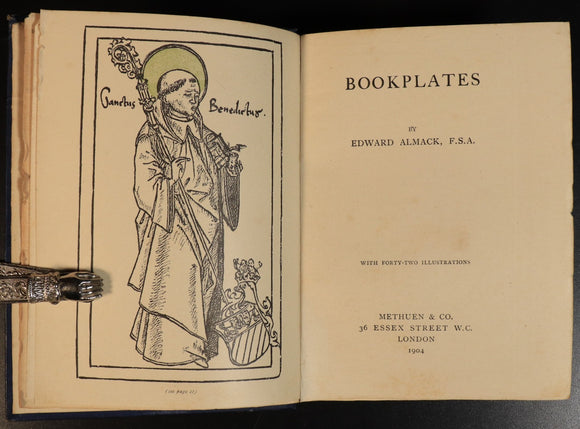 Sanctus Benedictus.
(see page 21)
BOOKPLATES
BY
EDWARD ALMACK, F.S.A.
WITH FORTY-TWO ILLUSTRATIONS
METHUEN & CO.
36 ESSEX STREET W.C.
LONDON
1904